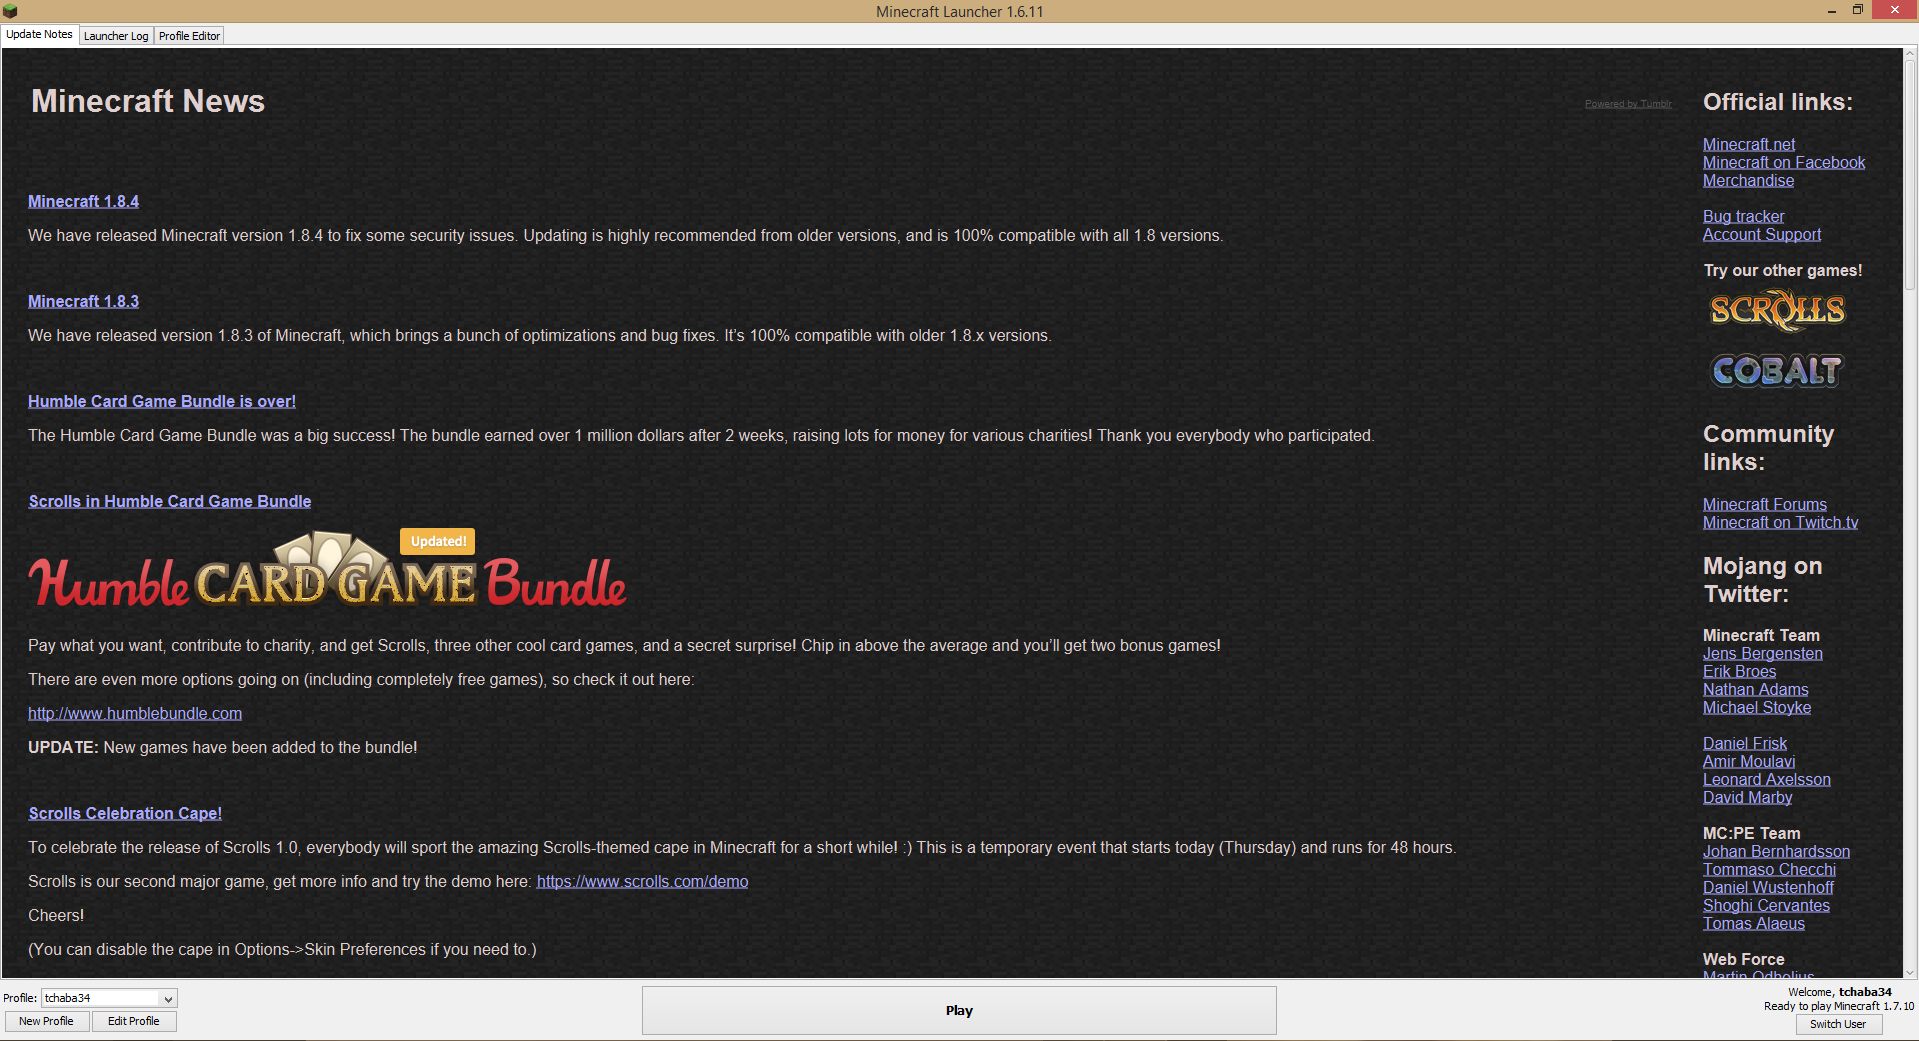 Minecraft Launcher 1.6.11
Update Notes
Launcher Log
Profile Editor
Minecraft News
Powered by Tumblr
Minecraft 1.8.4
We have released Minecraft version 1.8.4 to fix some security issues. Updating is highly recommended from older versions, and is 100% compatible with all 1.8 versions.
Minecraft 1.8.3
We have released version 1.8.3 of Minecraft, which brings a bunch of optimizations and bug fixes. It's 100% compatible with older 1.8.x versions.
Humble Card Game Bundle is over!
The Humble Card Game Bundle was a big success! The bundle earned over 1 million dollars after 2 weeks, raising lots for money for various charities! Thank you everybody who participated.
Scrolls in Humble Card Game Bundle
Updated!
Humble CARD GAME Bundle
Pay what you want, contribute to charity, and get Scrolls, three other cool card games, and a secret surprise! Chip in above the average and you'll get two bonus games!
There are even more options going on (including completely free games), so check it out here:
http://www.humblebundle.com
UPDATE: New games have been added to the bundle!
Scrolls Celebration Cape!
To celebrate the release of Scrolls 1.0, everybody will sport the amazing Scrolls-themed cape in Minecraft for a short while! :) This is a temporary event that starts today (Thursday) and runs for 48 hours.
Scrolls is our second major game, get more info and try the demo here: https://www.scrolls.com/demo
Cheers!
(You can disable the cape in Options->Skin Preferences if you need to.)
Official links:
Minecraft.net
Minecraft on Facebook
Merchandise
Bug tracker
Account Support
Try our other games!
SCROLLS
COBALT
Community
links:
Minecraft Forums
Minecraft on Twitch.tv
Mojang on
Twitter:
Minecraft Team
Jens Bergensten
Erik Broes
Nathan Adams
Michael Stoyke
Daniel Frisk
Amir Moulavi
Leonard Axelsson
David Marby
MC:PE Team
Johan Bernhardsson
Tommaso Checchi
Daniel Wustenhoff
Shoghi Cervantes
Tomas Alaeus
Web Force
Martin Odhelius
Profile: tchaba34
New Profile
Edit Profile
Play
Welcome, tchaba34
Ready to play Minecraft 1.7.10
Switch User